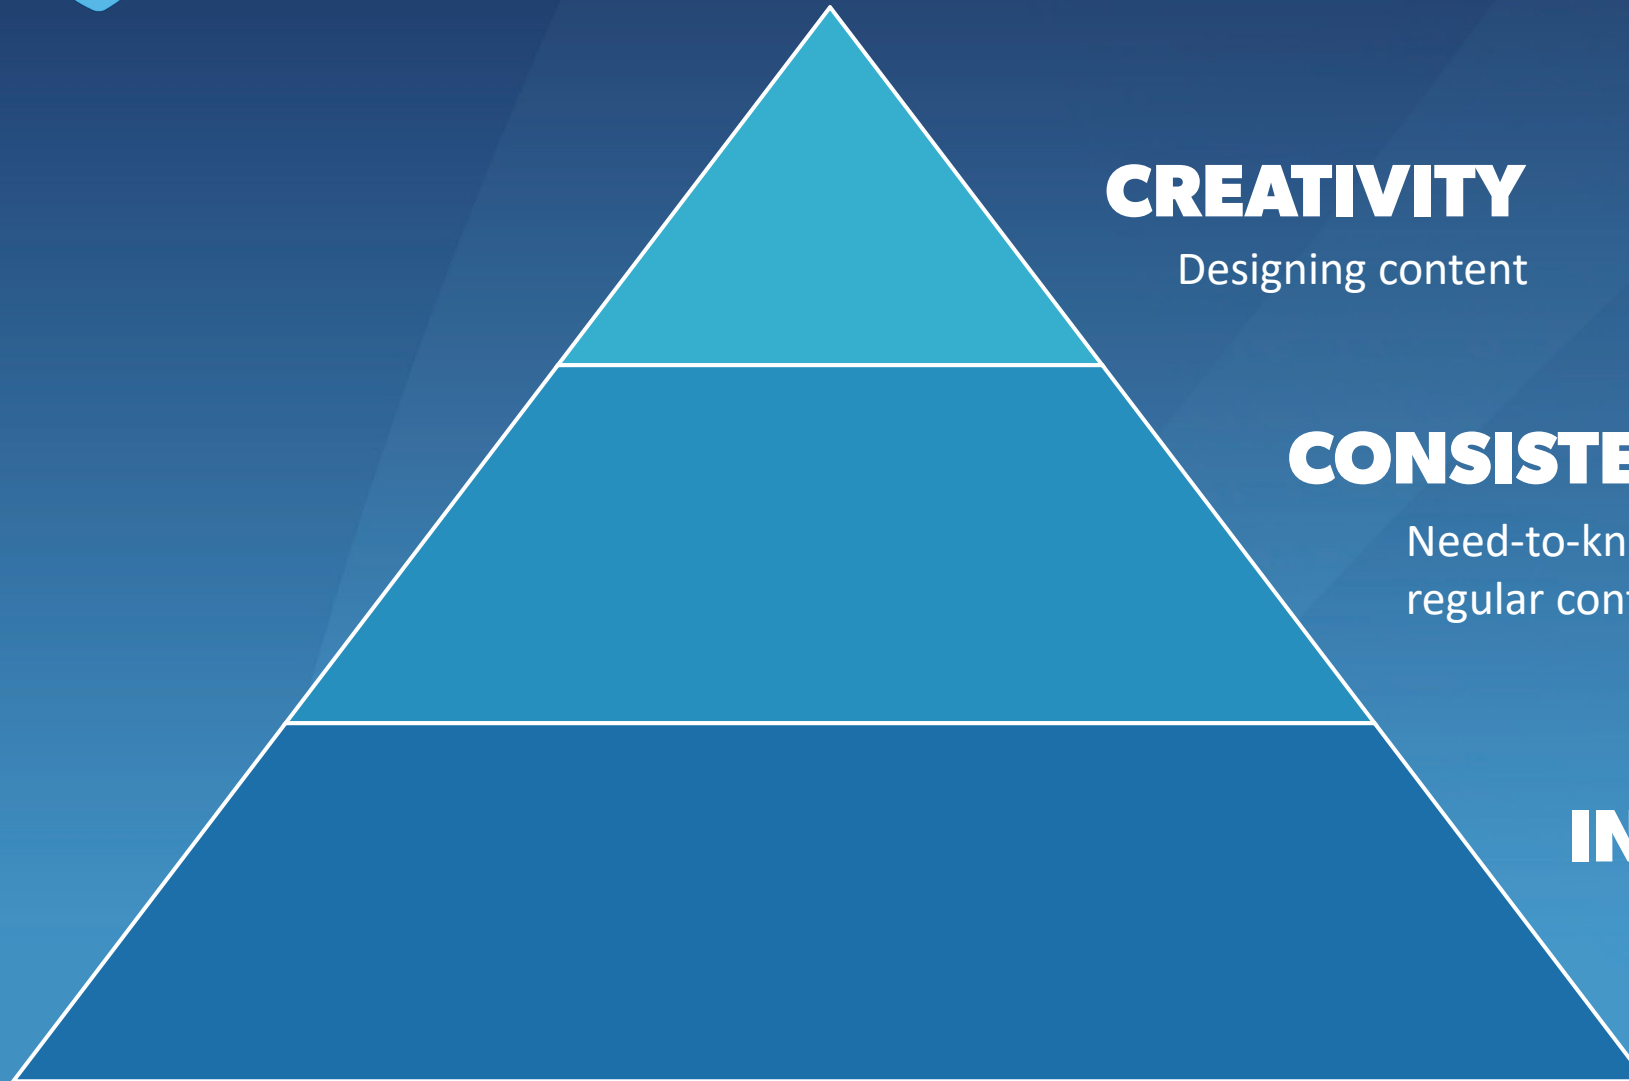 CREATIVITY
Designing content
CONSISTE
Need-to-kn
regular con
IN